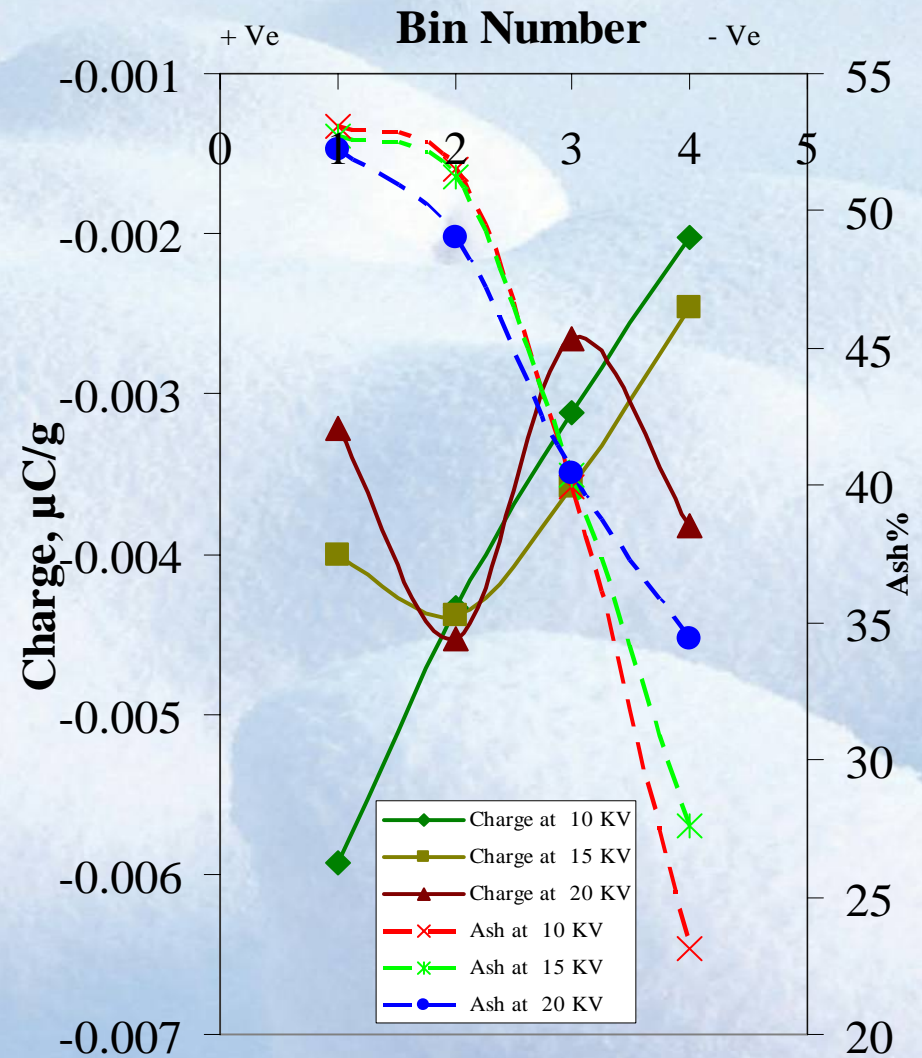 Bin Number
+ Ve
- Ve
-0.001
-0.002
-0.003
-0.004
-0.005
-0.006
-0.007
0
1
2
3
4
5
55
50
45
40
35
30
25
20
Charge, µC/g
Ash%
Charge at 10 KV
Charge at 15 KV
Charge at 20 KV
Ash at 10 KV
Ash at 15 KV
Ash at 20 KV